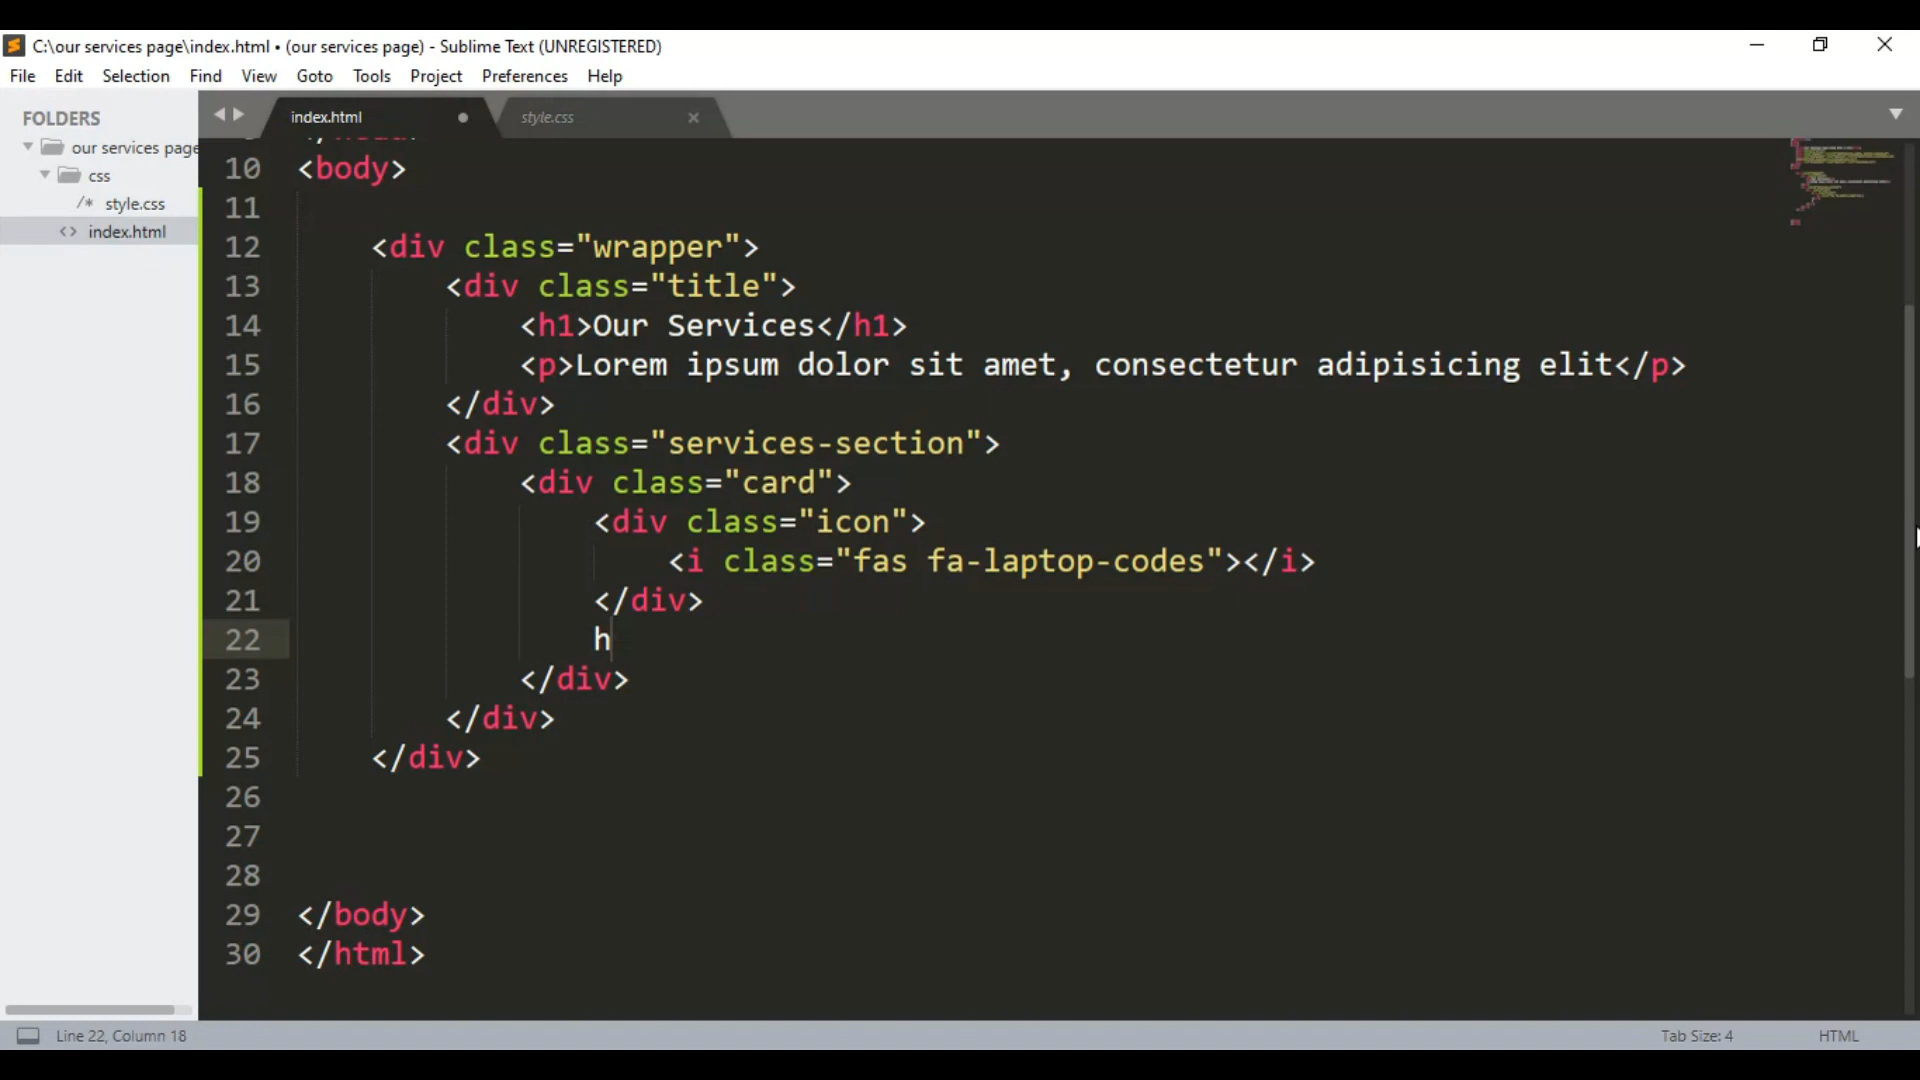 C:\our services page\index.html • (our services page) - Sublime Text (UNREGISTERED)
File Edit Selection Find View Goto Tools Project Preferences Help
FOLDERS
our services page
css
/* style.css
<> index.html
index.html
style.css
10 <body>
11
12 <div class="wrapper">
13 <div class="title">
14 <h1>Our Services</h1>
15 <p>Lorem ipsum dolor sit amet, consectetur adipisicing elit</p>
16 </div>
17 <div class="services-section">
18 <div class="card">
19 <div class="icon">
20 <i class="fas fa-laptop-codes"></i>
21 </div>
22 h
23 </div>
24 </div>
25 </div>
26
27
28
29 </body>
30 </html>
Line 22, Column 18
Tab Size: 4
HTML